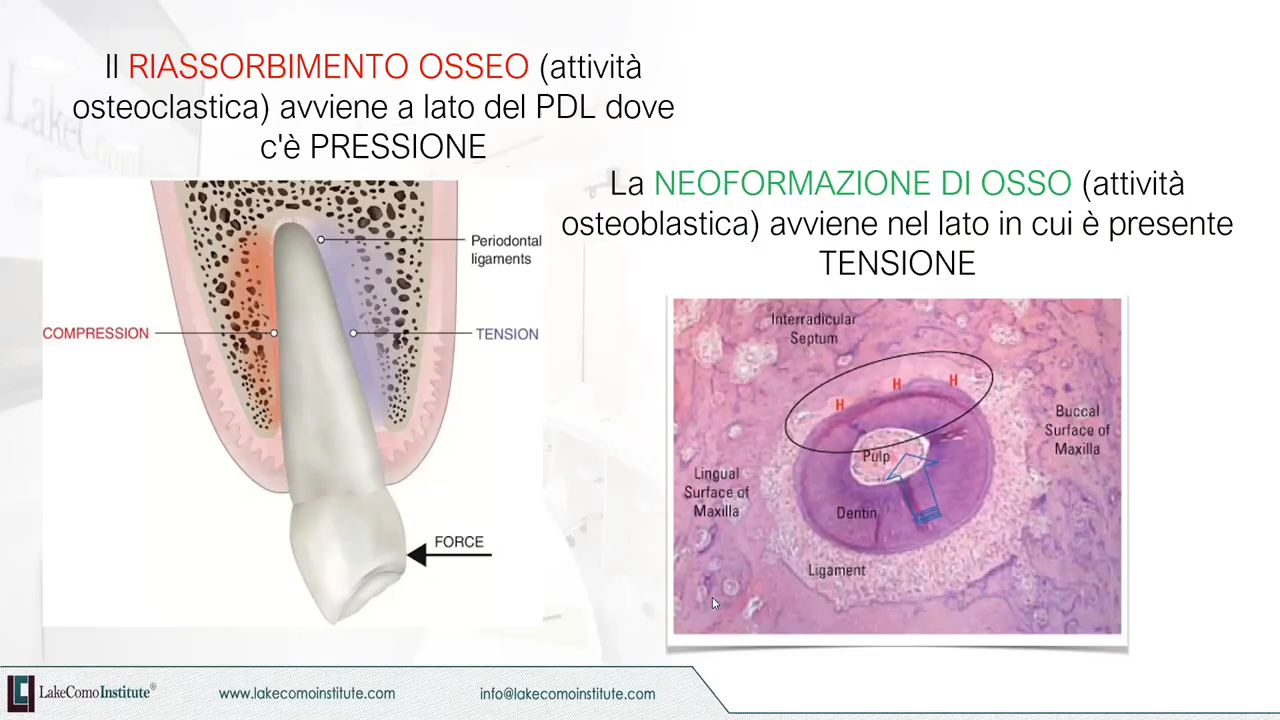 Il RIASSORBIMENTO OSSEO (attività
osteoclastica) avviene a lato del PDL dove
c'è PRESSIONE
La NEOFORMAZIONE DI OSSO (attività
osteoblastica) avviene nel lato in cui è presente
TENSIONE
Periodontal
ligaments
COMPRESSION
TENSION
FORCE
Interradicular
Septum
H
H
H
Buccal
Surface of
Maxilla
Pulp
Lingual
Surface of
Maxilla
Dentin
Ligament
LakeComoInstitute®
www.lakecomoinstitute.com
info@lakecomoinstitute.com